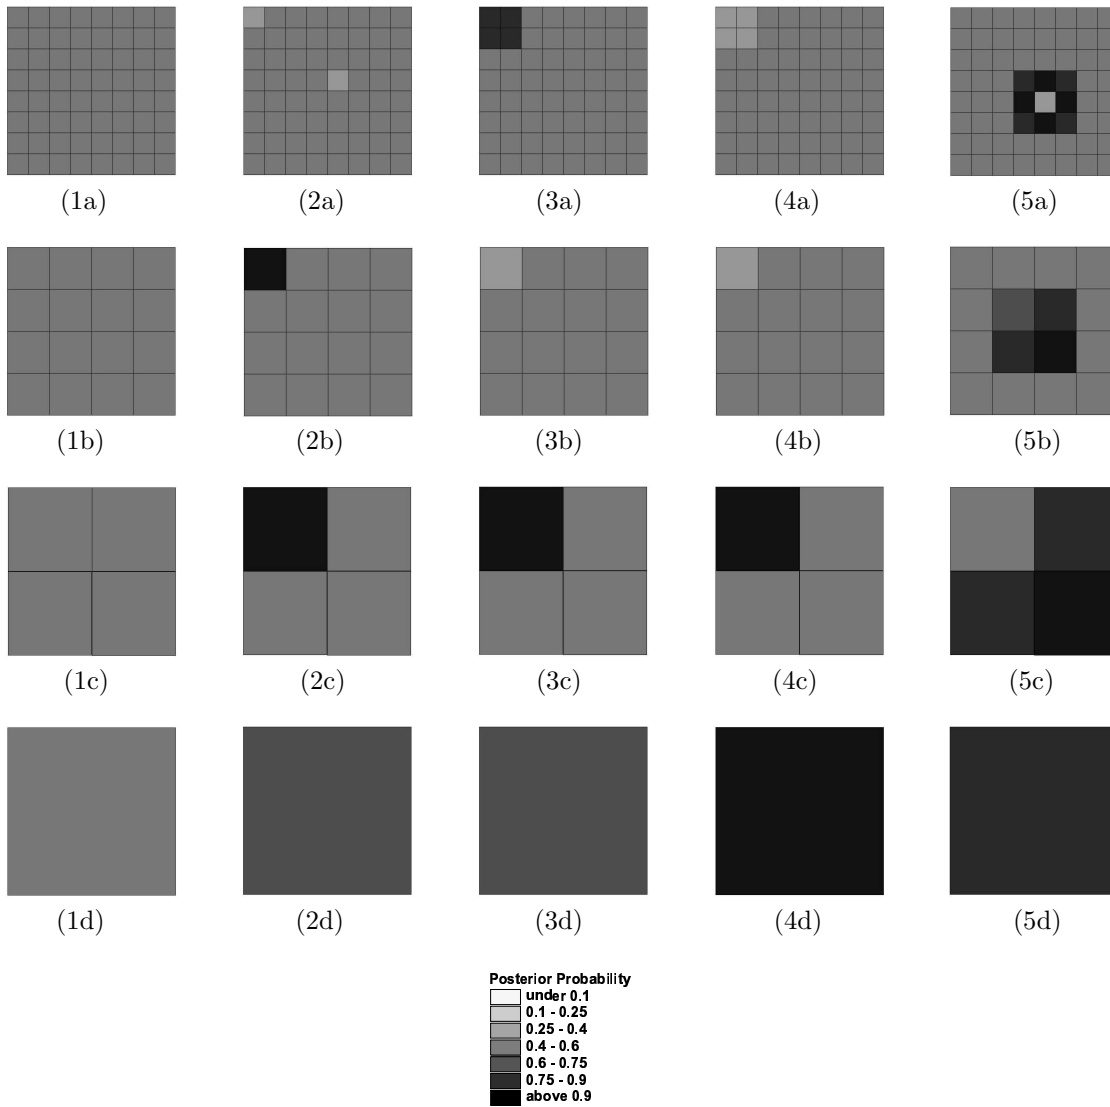 (1a) (2a) (3a) (4a) (5a)
(1b) (2b) (3b) (4b) (5b)
(1c) (2c) (3c) (4c) (5c)
(1d) (2d) (3d) (4d) (5d)
Posterior Probability
under 0.1
0.1 - 0.25
0.25 - 0.4
0.4 - 0.6
0.6 - 0.75
0.75 - 0.9
above 0.9